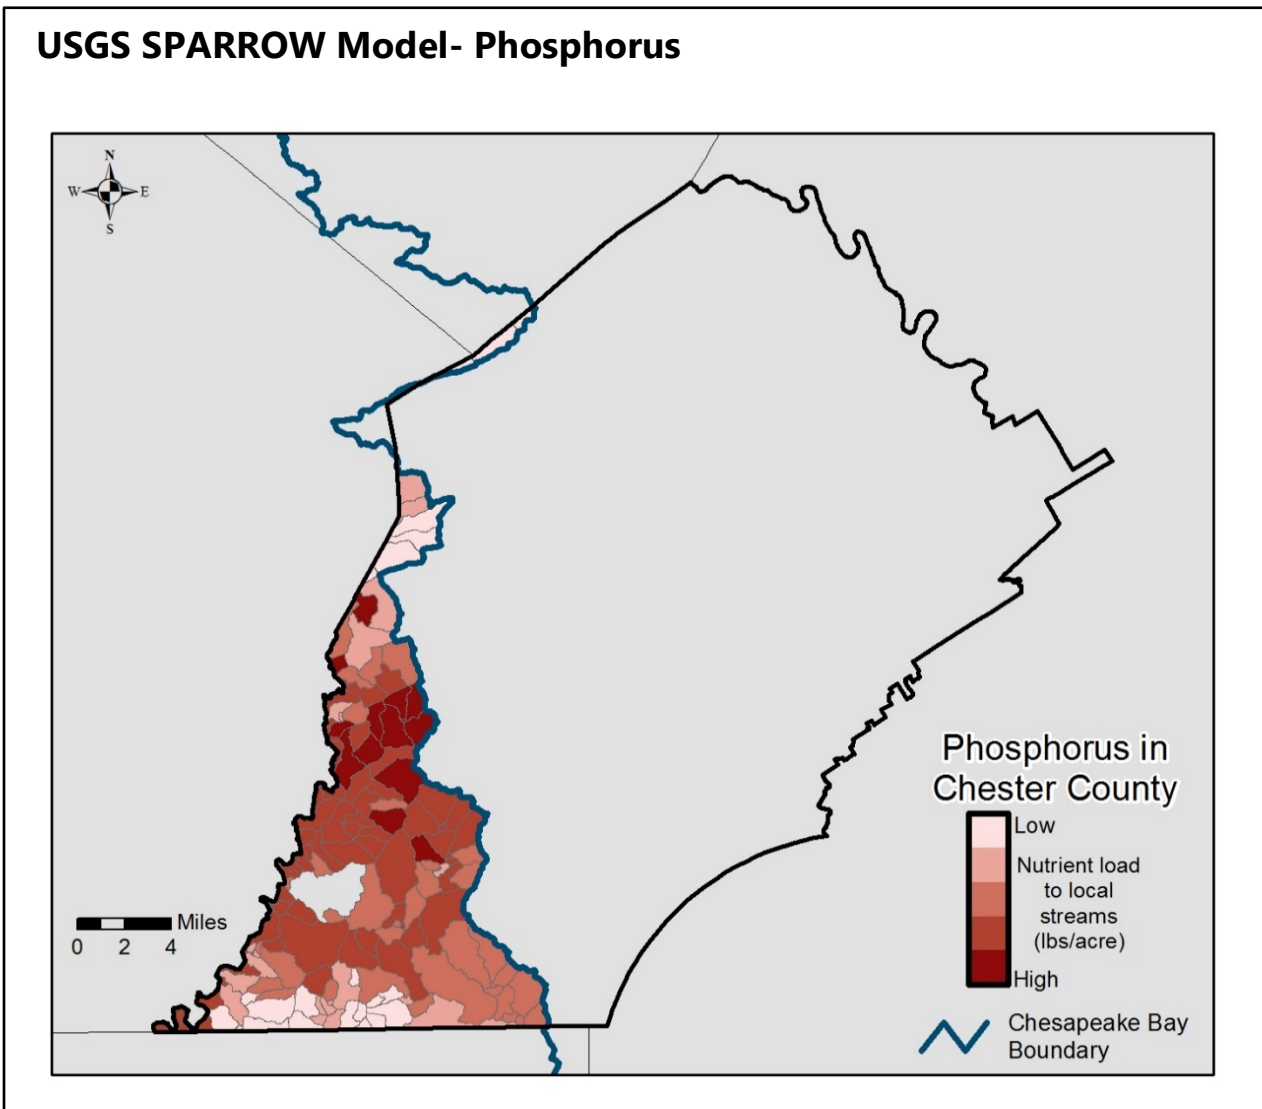 USGS SPARROW Model- Phosphorus
N
W E
S
Phosphorus in
Chester County
Low
Nutrient load
to local
streams
(lbs/acre)
High
Miles
0 2 4
Chesapeake Bay
Boundary